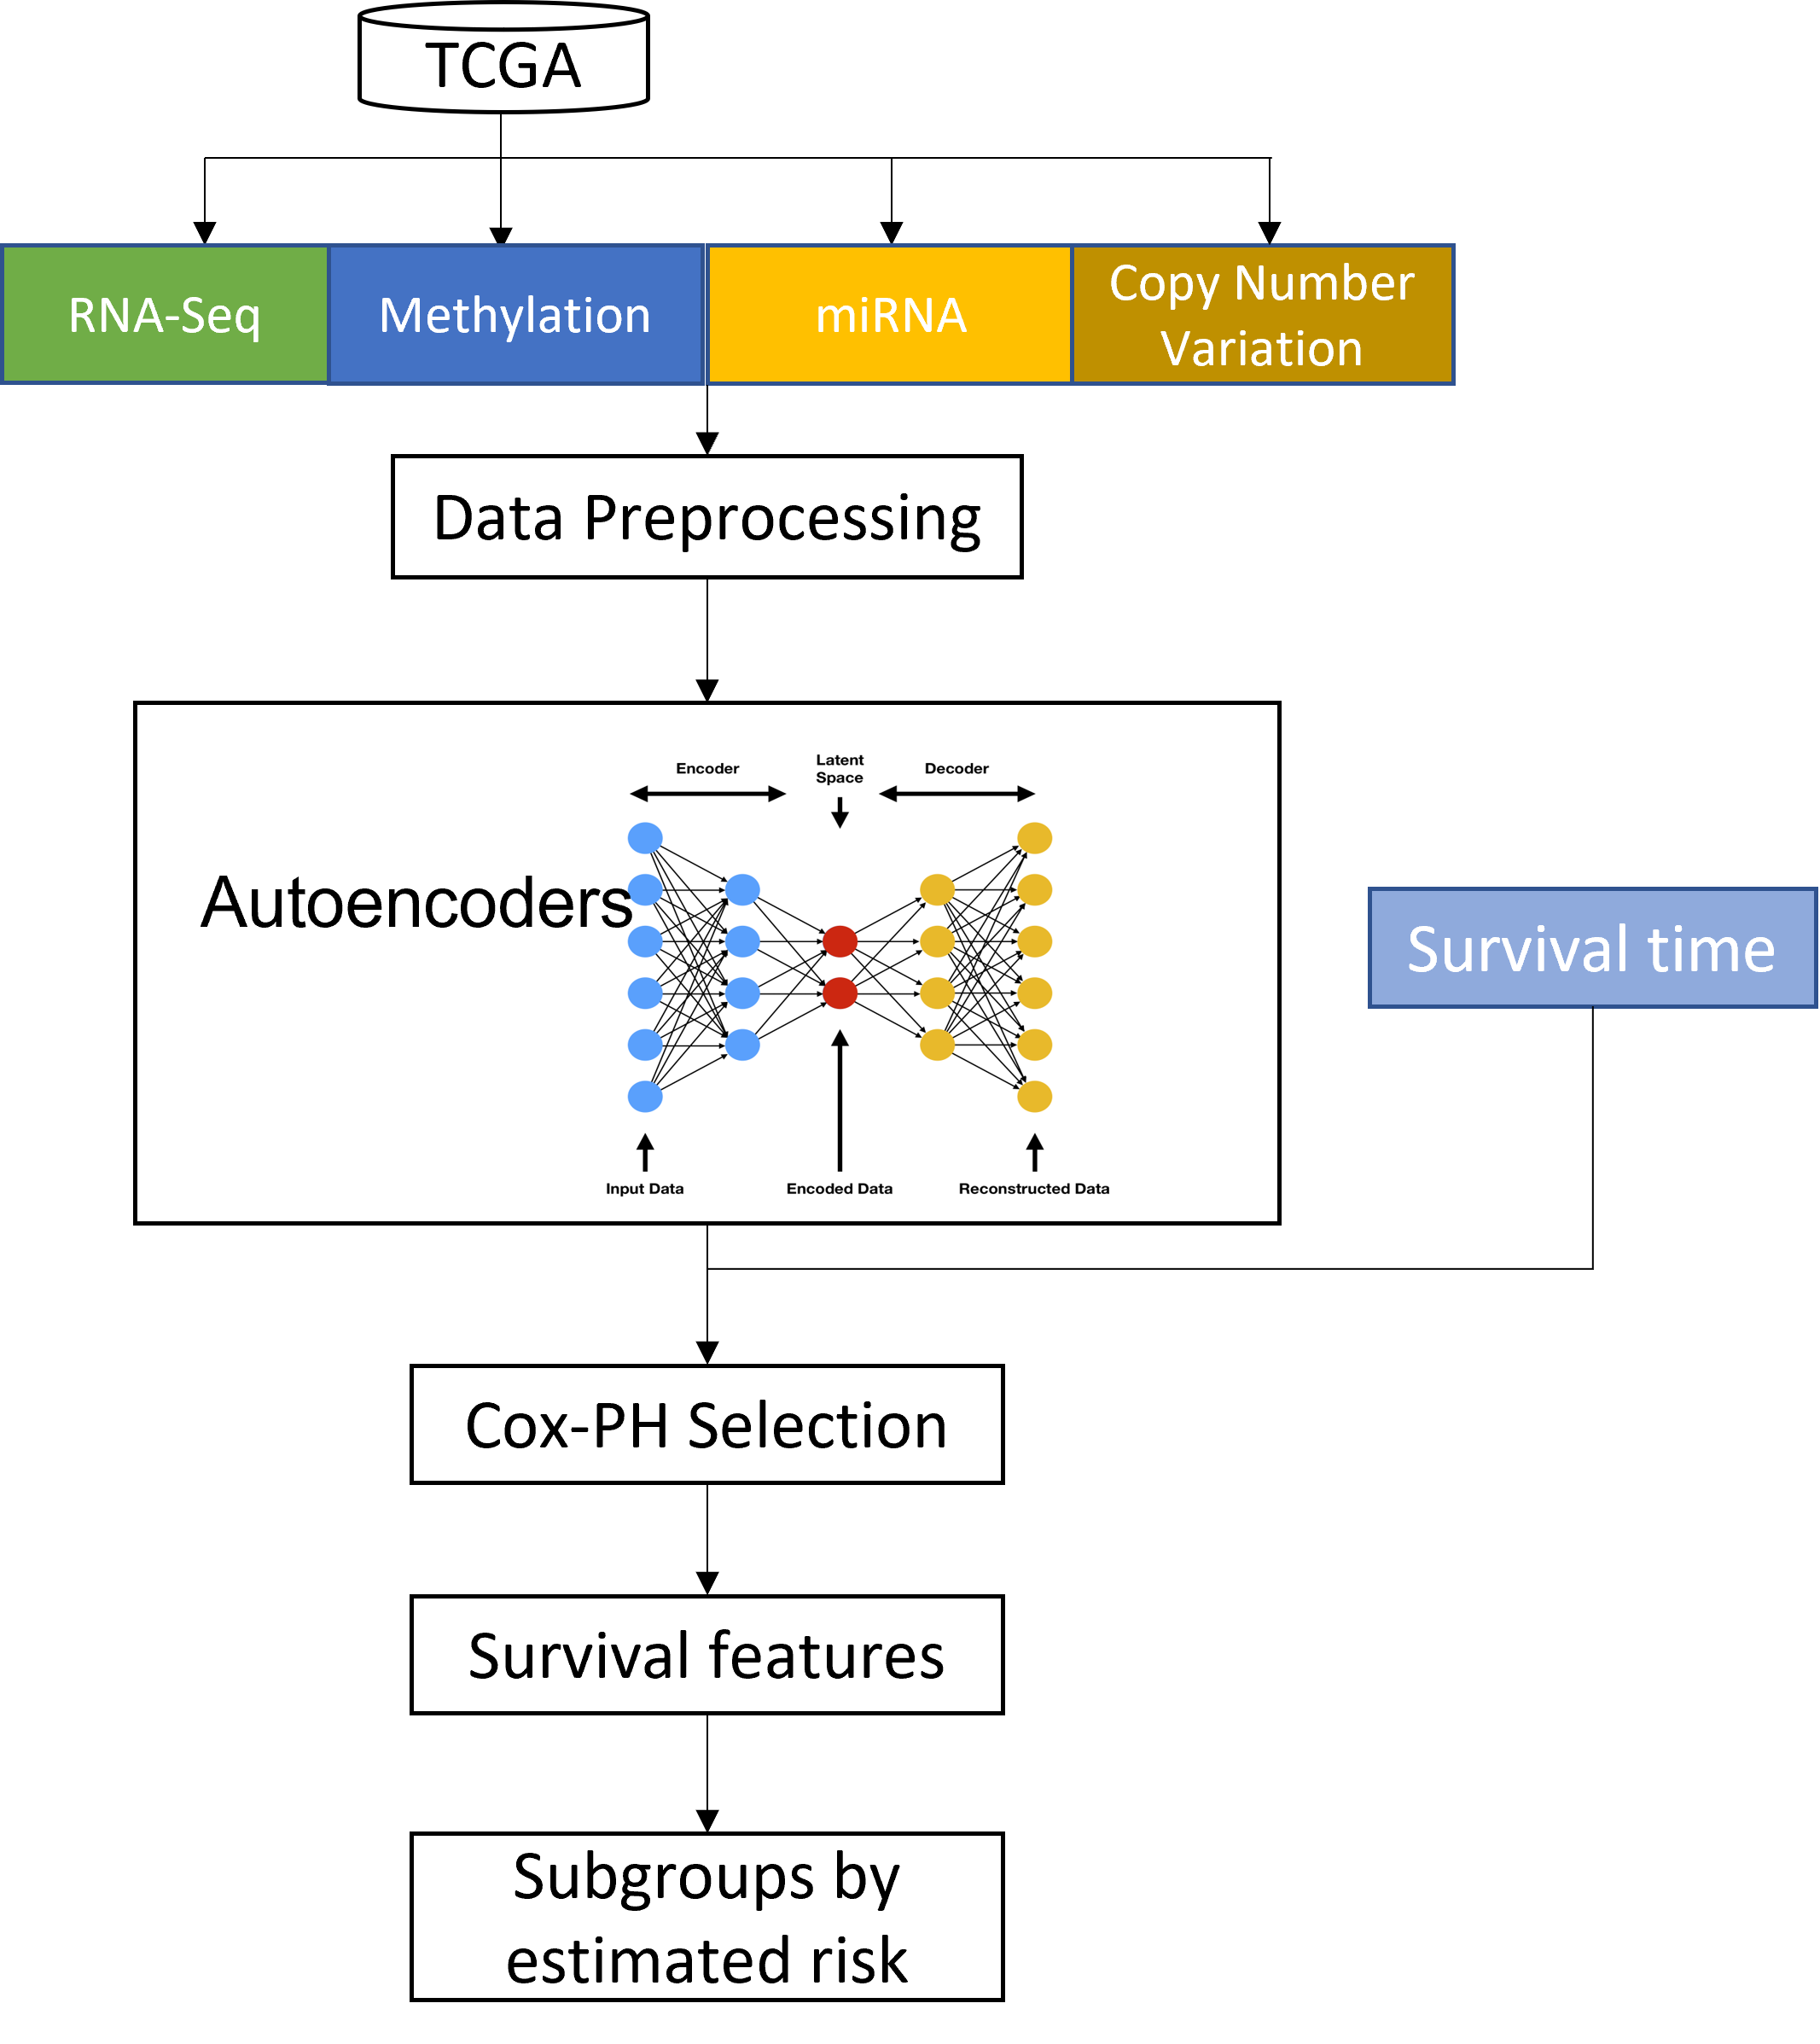 TCGA
RNA-Seq
Methylation
miRNA
Copy Number
Variation
Data Preprocessing
Encoder
Latent
Space
Decoder
Autoencoders
Survival time
Input Data
Encoded Data
Reconstructed Data
Cox-PH Selection
Survival features
Subgroups by
estimated risk